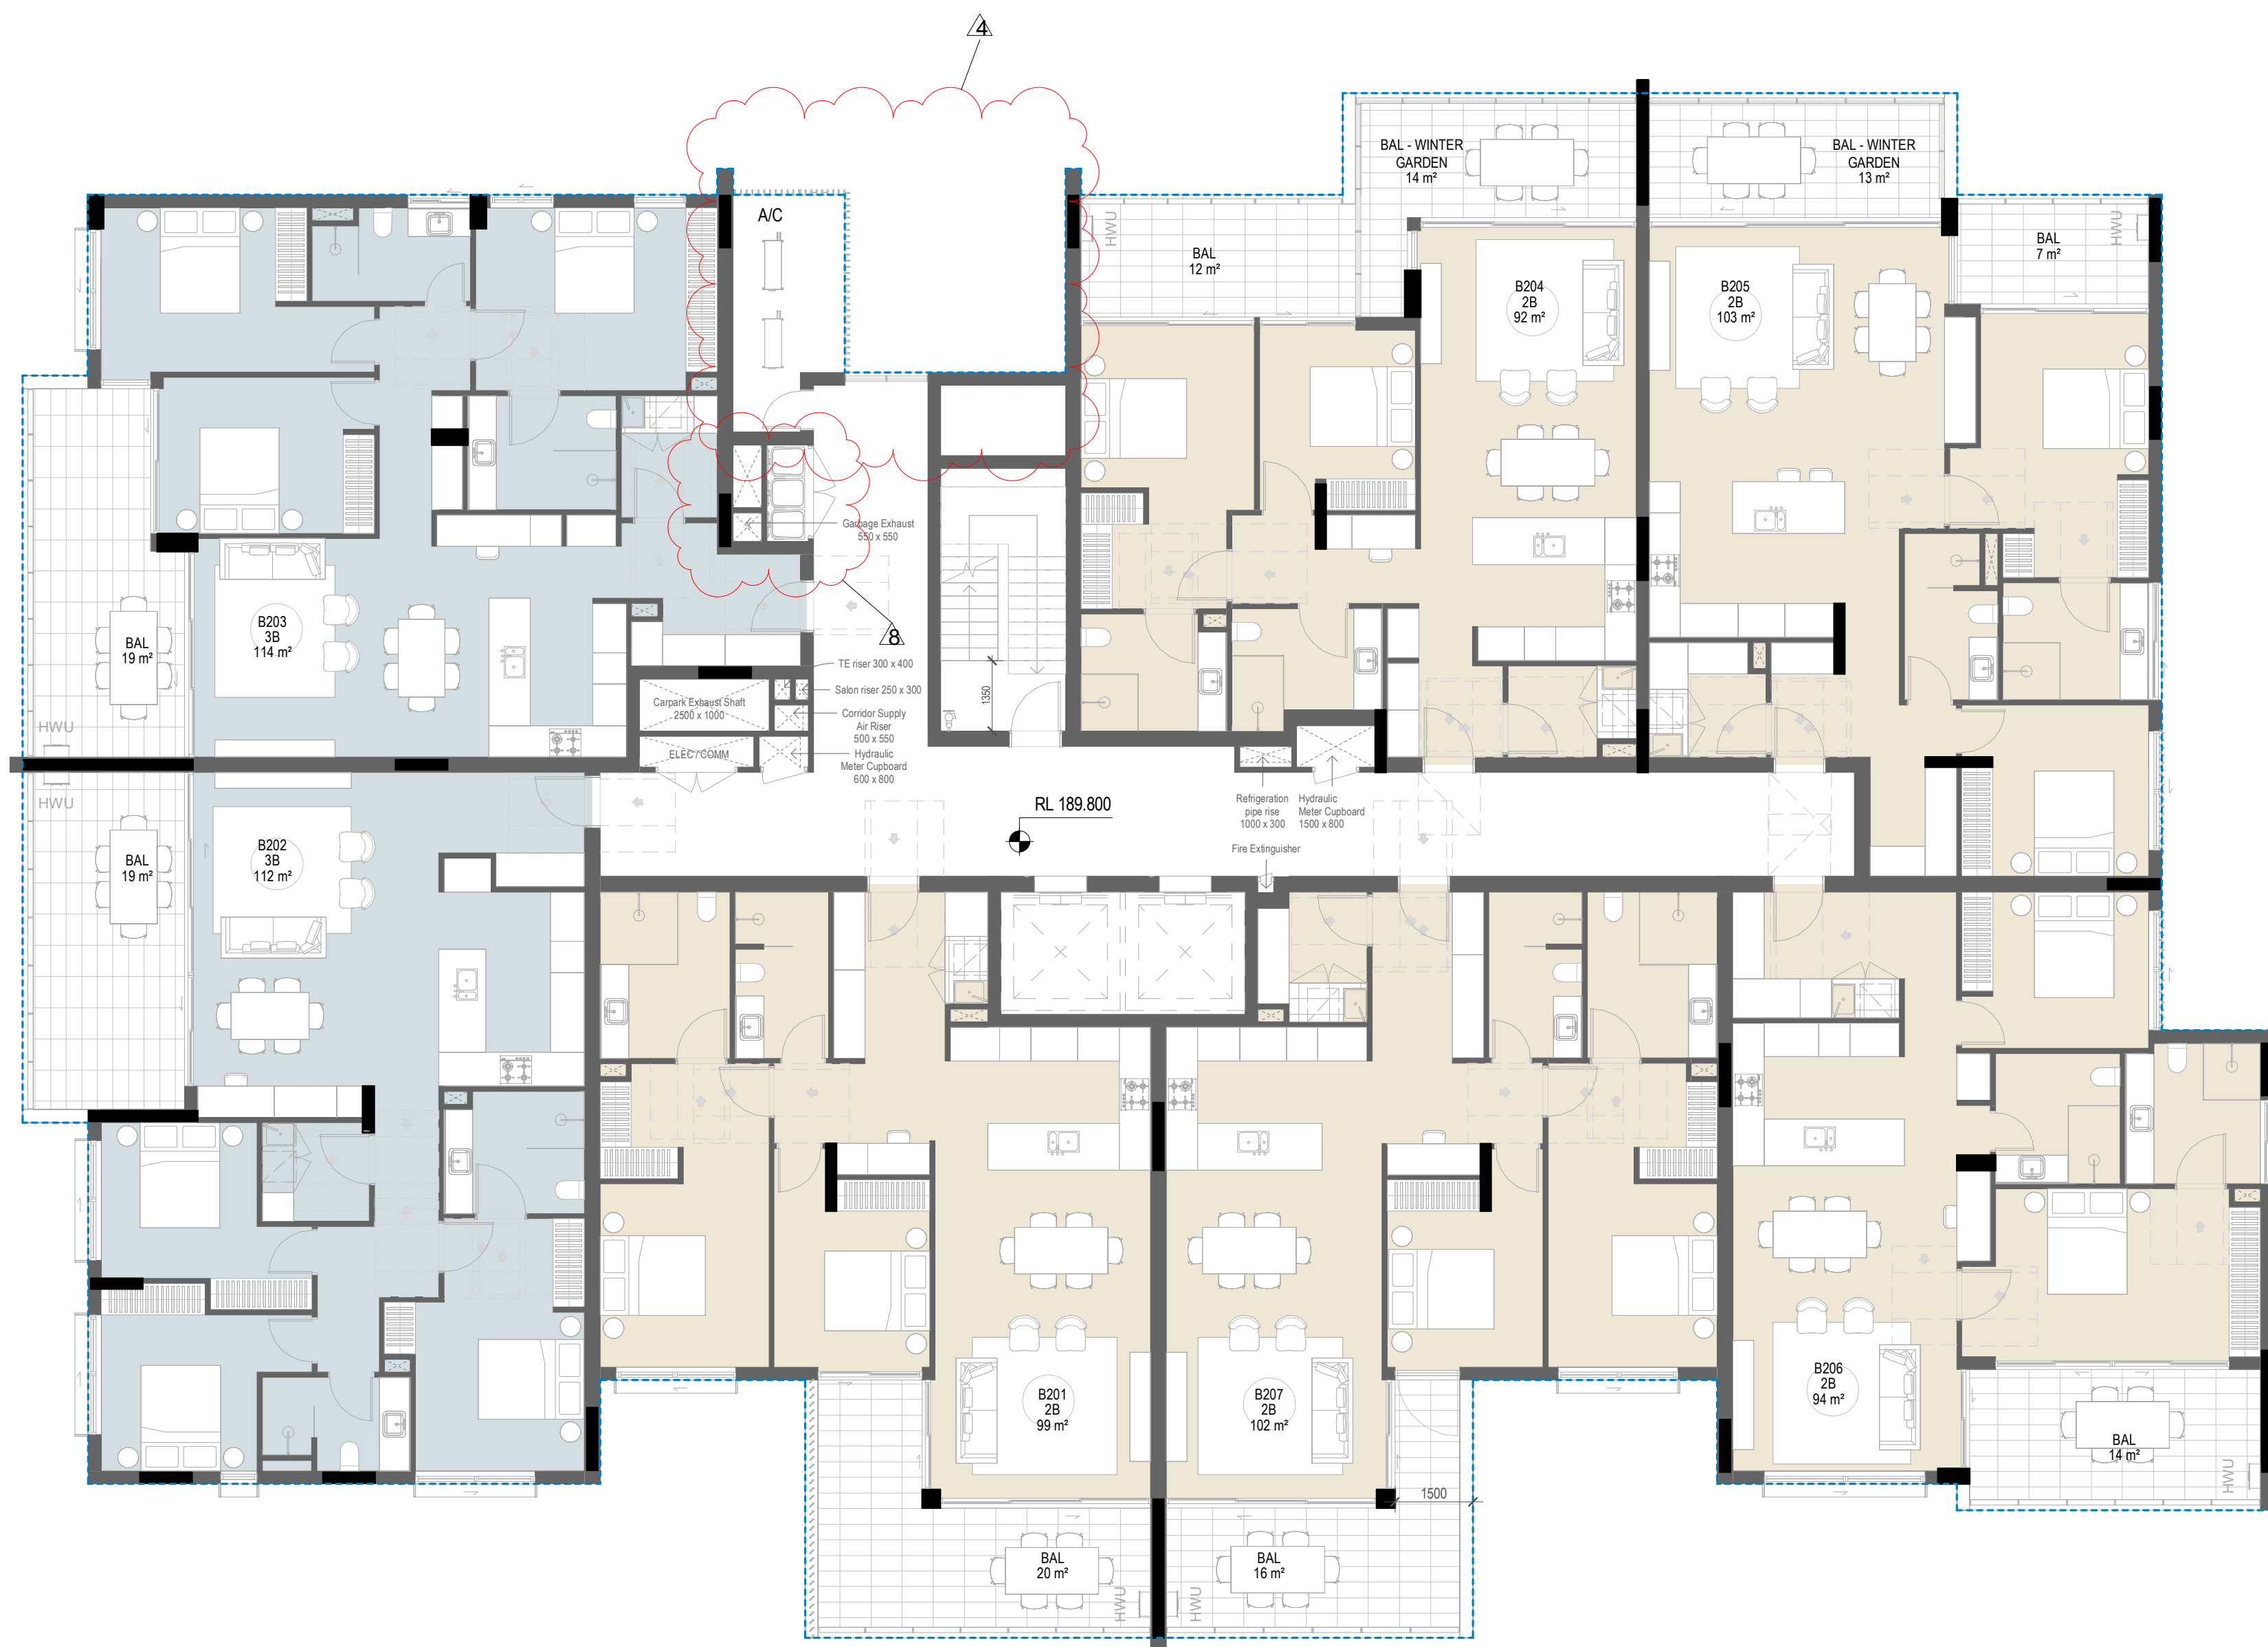 4
A/C
BAL - WINTER
GARDEN
14 m²
BAL - WINTER
GARDEN
13 m²
HWU
BAL
12 m²
BAL
7 m²
HWU
B204
2B
92 m²
B205
2B
103 m²
Garbage Exhaust
550 x 550
B203
3B
114 m²
BAL
19 m²
HWU
8
TE riser 300 x 400
Salon riser 250 x 300
Carpark Exhaust Shaft
2500 x 1000
Corridor Supply
Air Riser
500 x 550
ELEC / COMM
Hydraulic
Meter Cupboard
600 x 800
1350
HWU
B202
3B
112 m²
BAL
19 m²
RL 189.800
Refrigeration
pipe rise
1000 x 300
Hydraulic
Meter Cupboard
1500 x 800
Fire Extinguisher
B201
2B
99 m²
B207
2B
102 m²
B206
2B
94 m²
BAL
14 m²
HWU
1500
BAL
20 m²
HWU
BAL
16 m²
HWU